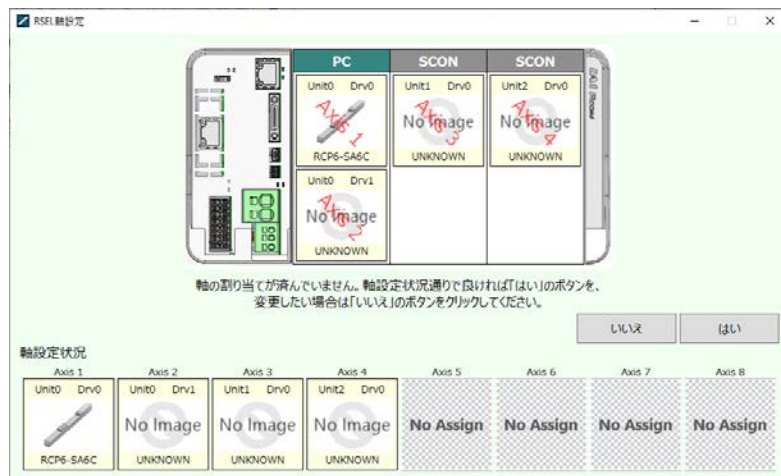 RSEL軸設定
PC SCON SCON
Unit0 Drv0 Unit1 Drv0 Unit2 Drv0
Axis 1 No Image Axis 3 No Image Axis 4
RCP6-SA6C UNKNOWN UNKNOWN
Unit0 Drv1
No Image Axis 2
UNKNOWN
軸の割り当てが済んでいません。軸設定状況通りで良ければ「はい」のボタンを、
変更したい場合は「いいえ」のボタンをクリックしてください。
いいえ はい
軸設定状況
Axis 1 Axis 2 Axis 3 Axis 4 Axis 5 Axis 6 Axis 7 Axis 8
Unit0 Drv0 Unit0 Drv1 Unit1 Drv0 Unit2 Drv0
No Image No Image No Image No Assign No Assign No Assign No Assign
RCP6-SA6C UNKNOWN UNKNOWN UNKNOWN